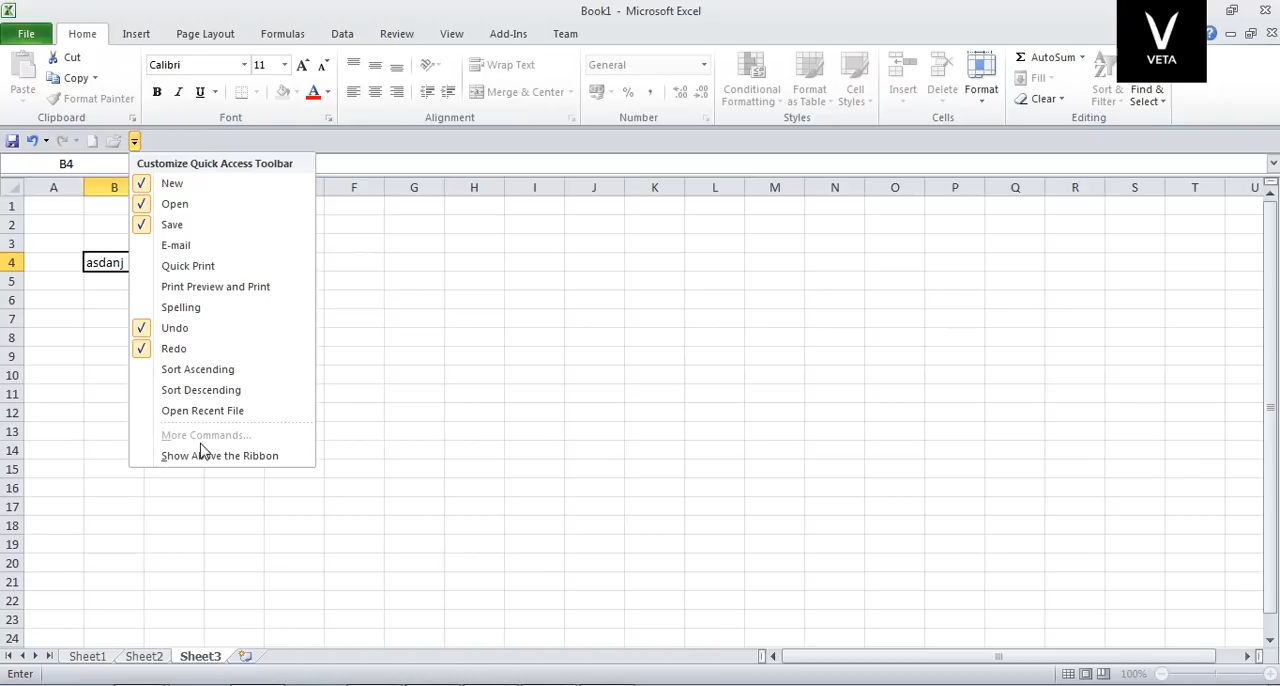 Book1 - Microsoft Excel
VETA
File Home Insert Page Layout Formulas Data Review View Add-Ins Team
Paste
Cut
Copy
Format Painter
Clipboard
Calibri 11
B I U
Font
Wrap Text
Merge & Center
Alignment
General
Number
Conditional Formatting
Format as Table
Cell Styles
Styles
Insert
Delete
Format
Cells
AutoSum
Fill
Clear
Sort & Filter
Find & Select
Editing
B4
Customize Quick Access Toolbar
New
Open
Save
E-mail
Quick Print
Print Preview and Print
Spelling
Undo
Redo
Sort Ascending
Sort Descending
Open Recent File
More Commands...
Show Above the Ribbon
A B F G H I J K L M N O P Q R S T U
1
2
3
4 asdanj
5
6
7
8
9
10
11
12
13
14
15
16
17
18
19
20
21
22
23
24
Sheet1 Sheet2 Sheet3
Enter 100%